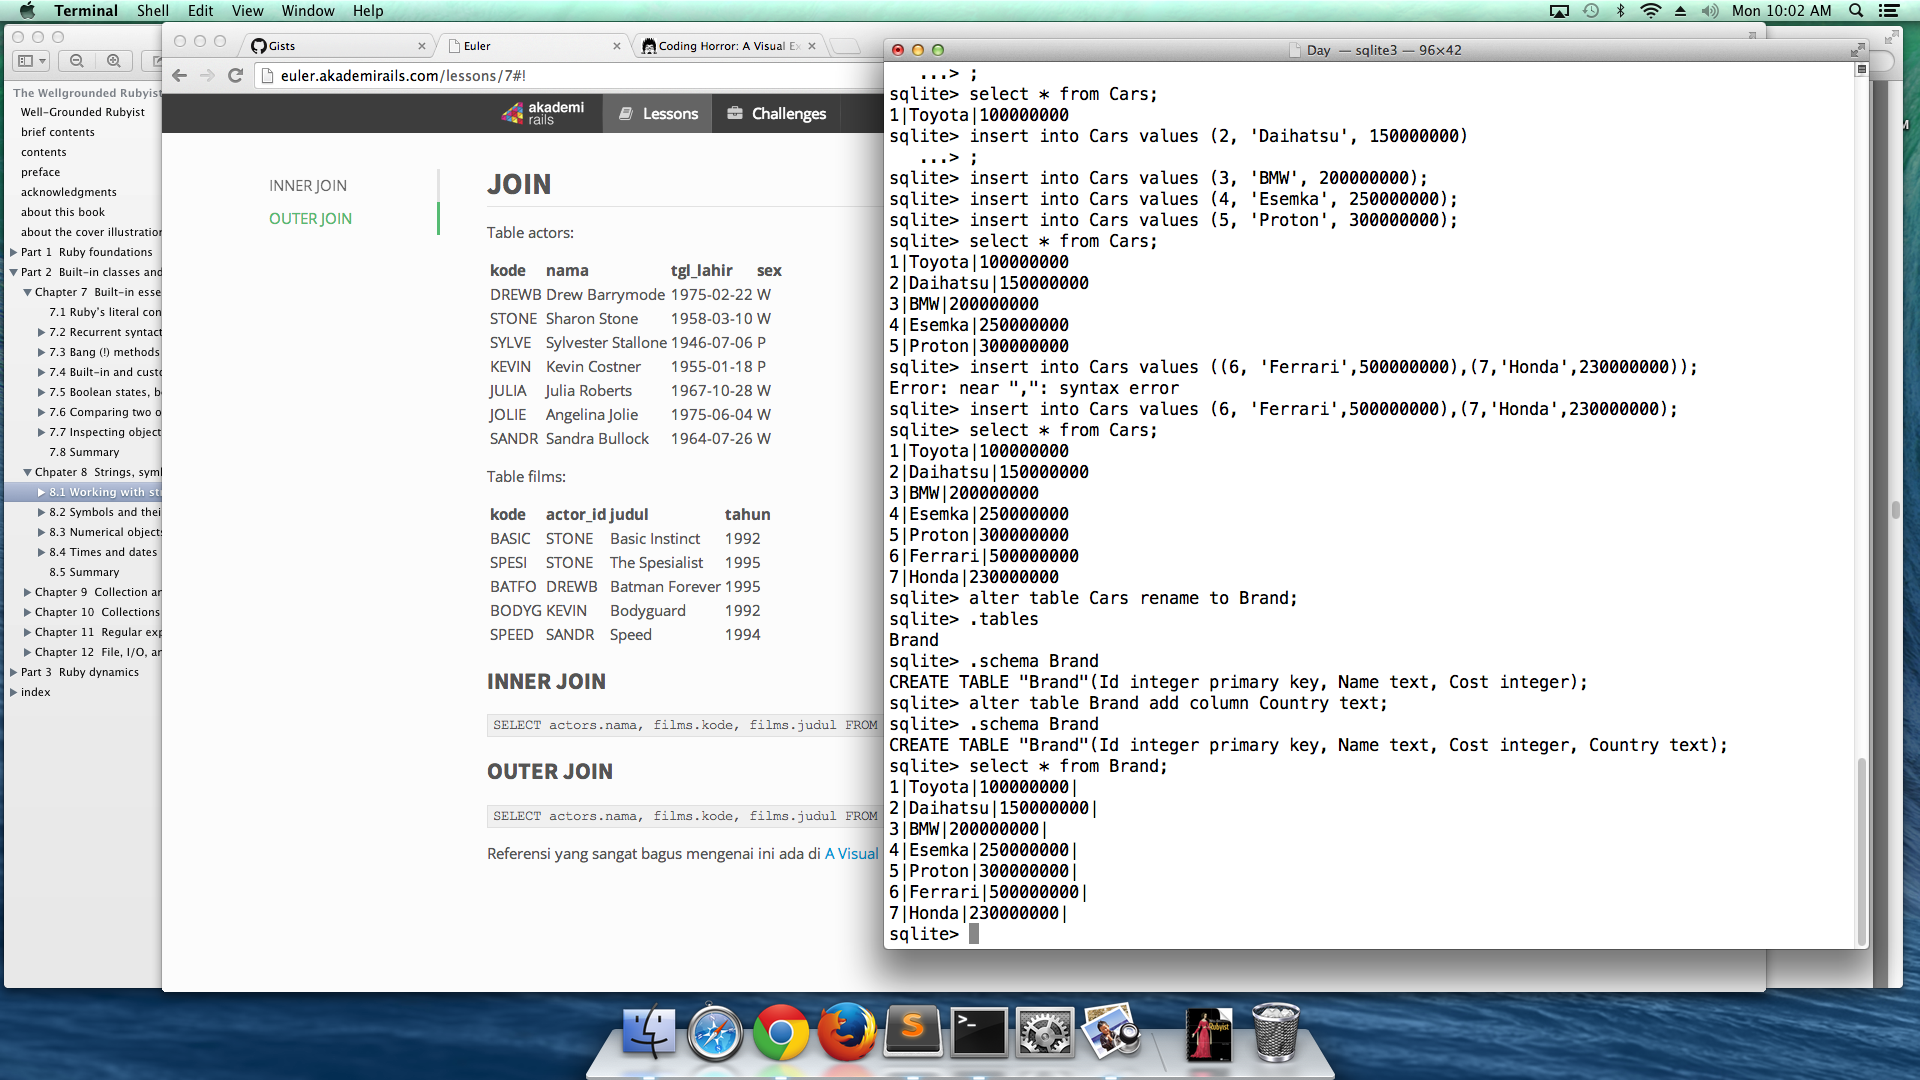 Terminal Shell Edit View Window Help
Mon 10:02 AM
The Wellgrounded Rubyist
Well-Grounded Rubyist
brief contents
contents
preface
acknowledgments
about this book
about the cover illustration
Part 1 Ruby foundations
Part 2 Built-in classes and
Chapter 7 Built-in esse
7.1 Ruby's literal con
7.2 Recurrent syntact
7.3 Bang (!) methods
7.4 Built-in and custo
7.5 Boolean states, b
7.6 Comparing two o
7.7 Inspecting object
7.8 Summary
Chpater 8 Strings, syml
8.1 Working with str
8.2 Symbols and thei
8.3 Numerical objects
8.4 Times and dates
8.5 Summary
Chapter 9 Collection an
Chapter 10 Collections
Chapter 11 Regular exp
Chapter 12 File, I/O, an
Part 3 Ruby dynamics
index
Gists
Euler
Coding Horror: A Visual Ex
euler.akademirails.com/lessons/7#!
akademi
rails
Lessons
Challenges
INNER JOIN
OUTER JOIN
JOIN
Table actors:
kode nama tgl_lahir sex
DREWB Drew Barrymode 1975-02-22 W
STONE Sharon Stone 1958-03-10 W
SYLVE Sylvester Stallone 1946-07-06 P
KEVIN Kevin Costner 1955-01-18 P
JULIA Julia Roberts 1967-10-28 W
JOLIE Angelina Jolie 1975-06-04 W
SANDR Sandra Bullock 1964-07-26 W
Table films:
kode actor_id judul tahun
BASIC STONE Basic Instinct 1992
SPESI STONE The Spesialist 1995
BATFO DREWB Batman Forever 1995
BODYG KEVIN Bodyguard 1992
SPEED SANDR Speed 1994
INNER JOIN
SELECT actors.nama, films.kode, films.judul FROM
OUTER JOIN
SELECT actors.nama, films.kode, films.judul FROM
Referensi yang sangat bagus mengenai ini ada di A Visual
Day — sqlite3 — 96×42
...> ;
sqlite> select * from Cars;
1|Toyota|100000000
sqlite> insert into Cars values (2, 'Daihatsu', 150000000)
...> ;
sqlite> insert into Cars values (3, 'BMW', 200000000);
sqlite> insert into Cars values (4, 'Esemka', 250000000);
sqlite> insert into Cars values (5, 'Proton', 300000000);
sqlite> select * from Cars;
1|Toyota|100000000
2|Daihatsu|150000000
3|BMW|200000000
4|Esemka|250000000
5|Proton|300000000
sqlite> insert into Cars values ((6, 'Ferrari',500000000),(7,'Honda',230000000));
Error: near ",": syntax error
sqlite> insert into Cars values (6, 'Ferrari',500000000),(7,'Honda',230000000);
sqlite> select * from Cars;
1|Toyota|100000000
2|Daihatsu|150000000
3|BMW|200000000
4|Esemka|250000000
5|Proton|300000000
6|Ferrari|500000000
7|Honda|230000000
sqlite> alter table Cars rename to Brand;
sqlite> .tables
Brand
sqlite> .schema Brand
CREATE TABLE "Brand"(Id integer primary key, Name text, Cost integer);
sqlite> alter table Brand add column Country text;
sqlite> .schema Brand
CREATE TABLE "Brand"(Id integer primary key, Name text, Cost integer, Country text);
sqlite> select * from Brand;
1|Toyota|100000000|
2|Daihatsu|150000000|
3|BMW|200000000|
4|Esemka|250000000|
5|Proton|300000000|
6|Ferrari|500000000|
7|Honda|230000000|
sqlite>